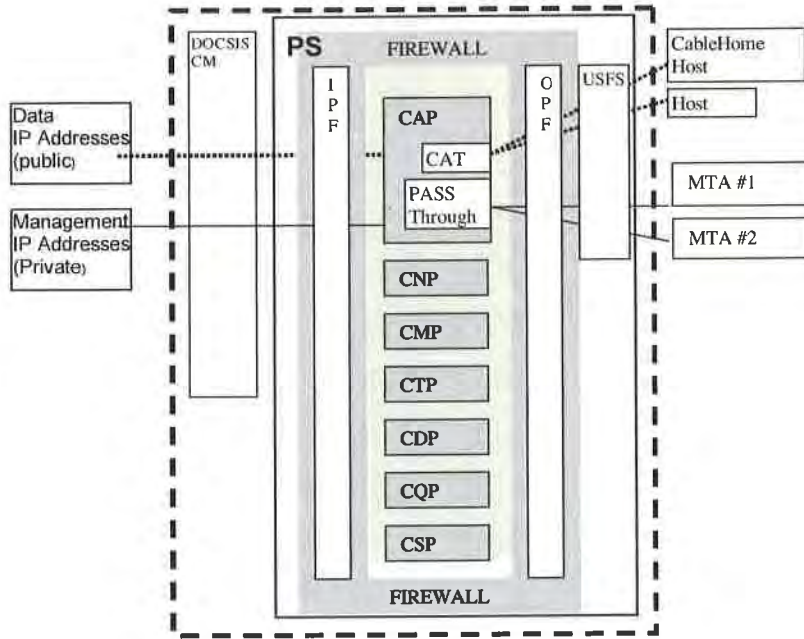 DOCSIS
CM
PS
FIREWALL
I
P
F
O
P
F
USFS
CableHome
Host
Host
Data
IP Addresses
(public)
CAP
CAT
PASS
Through
MTA #1
MTA #2
Management
IP Addresses
(Private)
CNP
CMP
CTP
CDP
CQP
CSP
FIREWALL